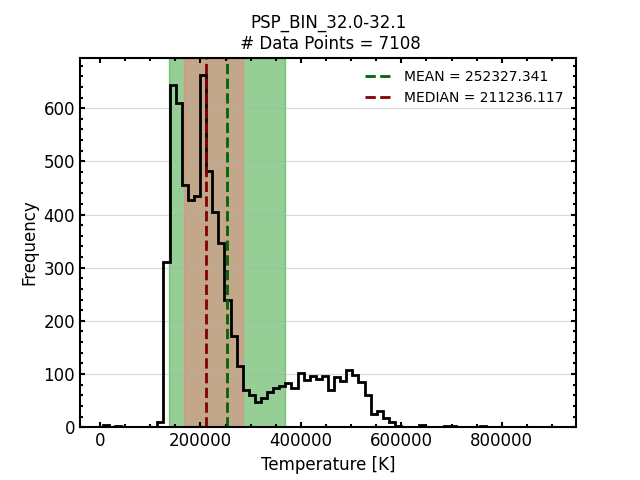 PSP_BIN_32.0-32.1
# Data Points = 7108
MEAN = 252327.341
MEDIAN = 211236.117
Frequency
600
500
400
300
200
100
0
0 200000 400000 600000 800000
Temperature [K]